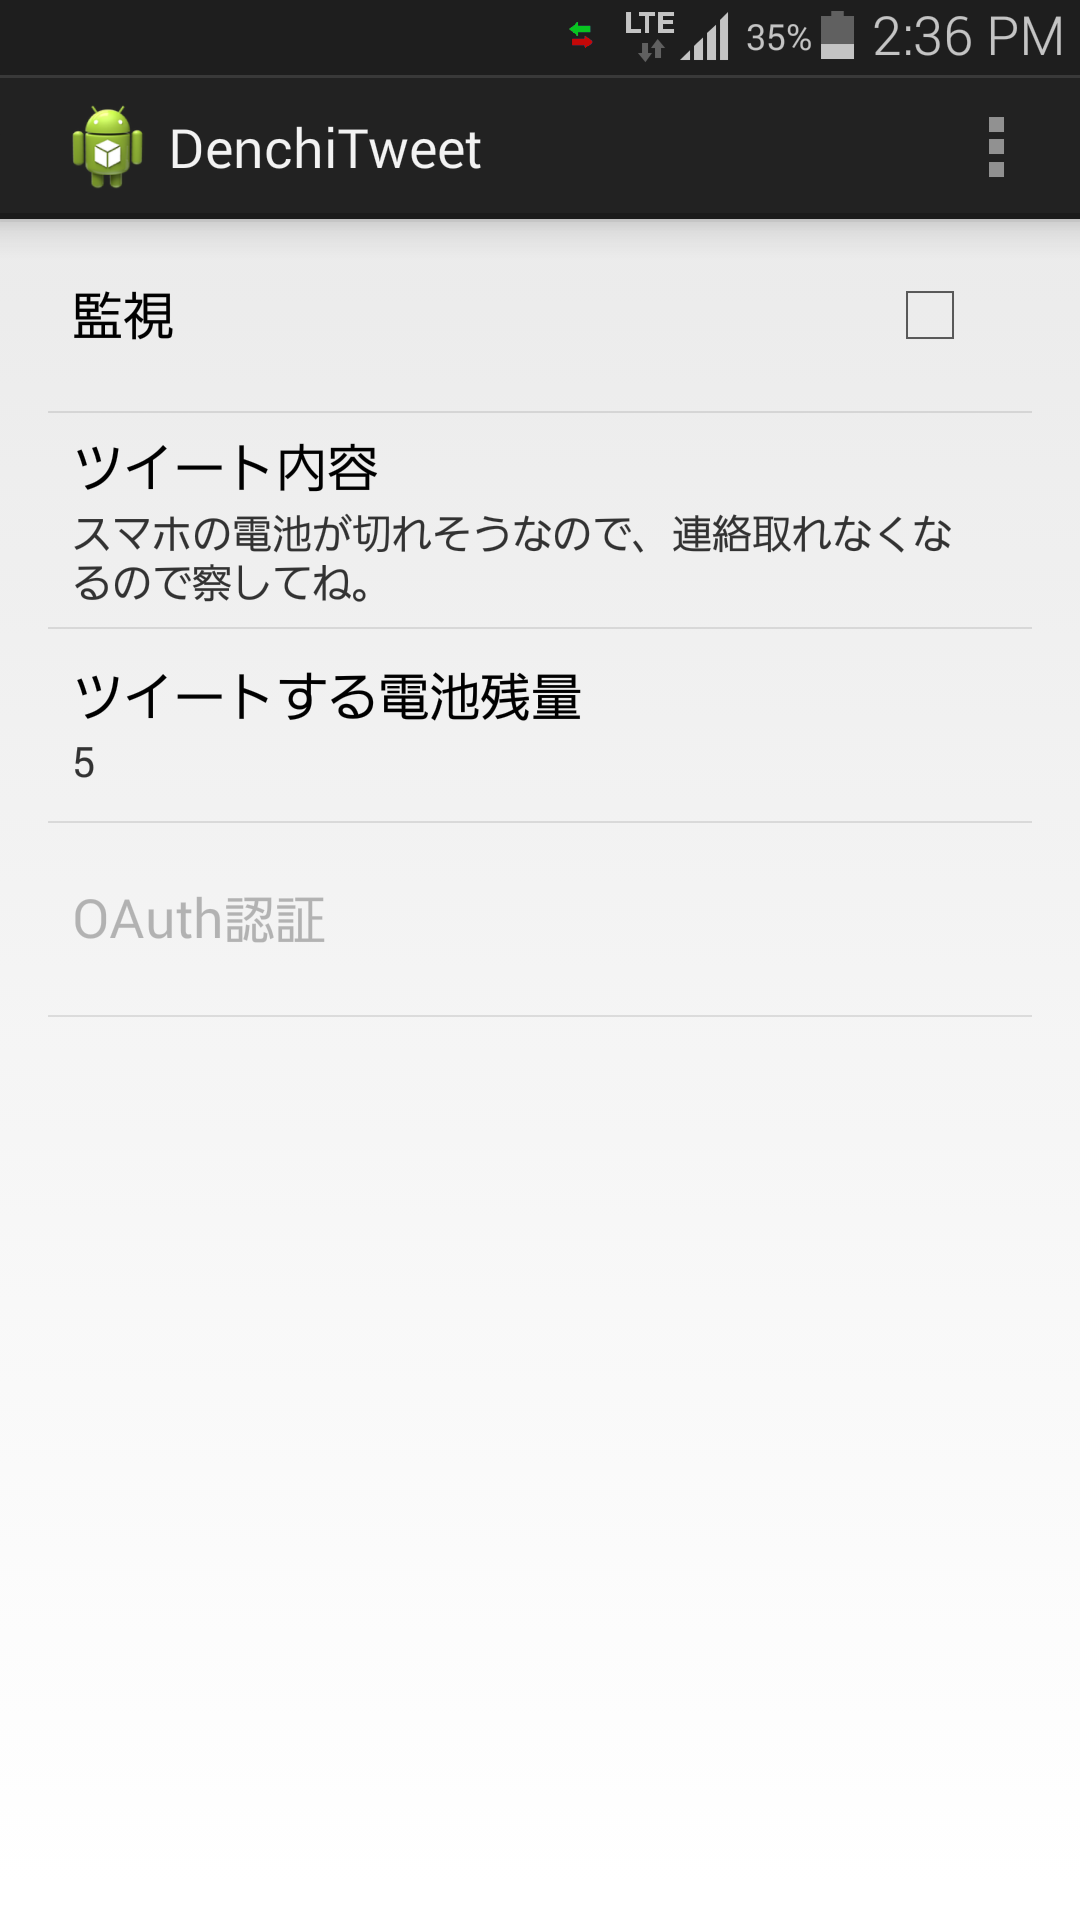 LTE 35% 2:36 PM
DenchiTweet
監視
ツイート内容
スマホの電池が切れそうなので、連絡取れなくな
るので察してね。
ツイートする電池残量
5
OAuth認証